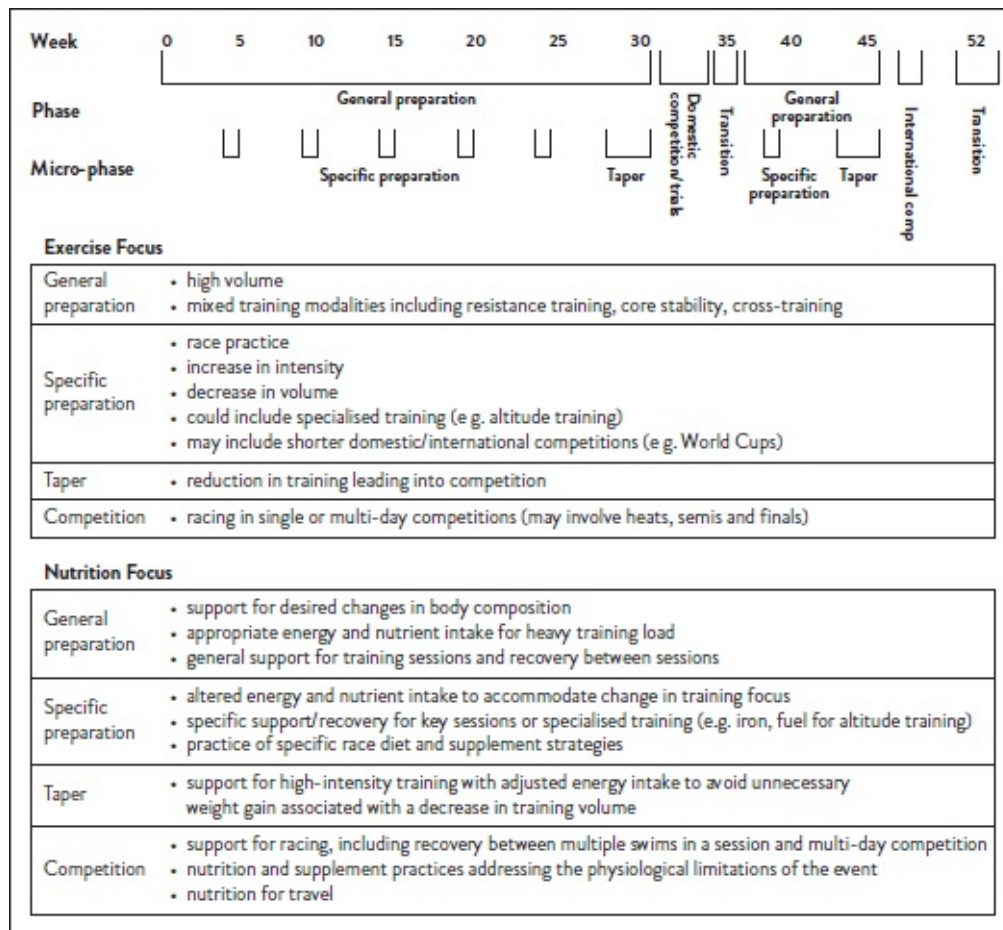 Week 0 5 10 15 20 25 30 35 40 45 52
Phase
General preparation
Domestic
competition/trials
Transition
General
preparation
International comp
Transition
Micro-phase
Specific preparation
Taper
Specific
preparation
Taper
Exercise Focus
General
preparation
• high volume
• mixed training modalities including resistance training, core stability, cross-training
Specific
preparation
• race practice
• increase in intensity
• decrease in volume
• could include specialised training (e g. altitude training)
• may include shorter domestic/international competitions (e g. World Cups)
Taper
• reduction in training leading into competition
Competition
• racing in single or multi-day competitions (may involve heats, semis and finals)
Nutrition Focus
General
preparation
• support for desired changes in body composition
• appropriate energy and nutrient intake for heavy training load
• general support for training sessions and recovery between sessions
Specific
preparation
• altered energy and nutrient intake to accommodate change in training focus
• specific support/recovery for key sessions or specialised training (e.g. iron, fuel for altitude training)
• practice of specific race diet and supplement strategies
Taper
• support for high-intensity training with adjusted energy intake to avoid unnecessary
weight gain associated with a decrease in training volume
Competition
• support for racing, including recovery between multiple swims in a session and multi-day competition
• nutrition and supplement practices addressing the physiological limitations of the event
• nutrition for travel